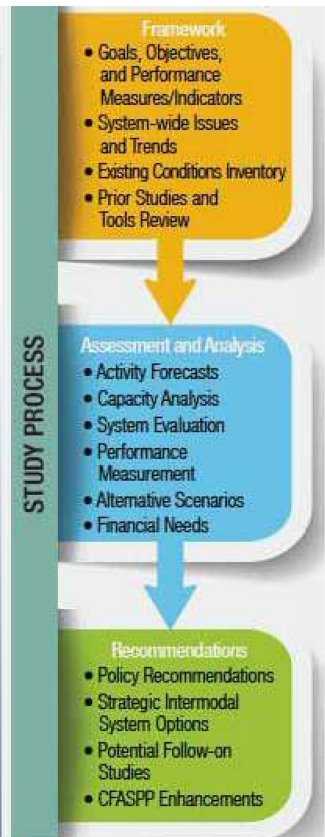 STUDY PROCESS
Framework
• Goals, Objectives,
and Performance
Measures/Indicators
• System-wide Issues
and Trends
• Existing Conditions Inventory
• Prior Studies and
Tools Review
Assessment and Analysis
• Activity Forecasts
• Capacity Analysis
• System Evaluation
• Performance
Measurement
• Alternative Scenarios
• Financial Needs
Recommendations
• Policy Recommendations
• Strategic Intermodal
System Options
• Potential Follow-on
Studies
• CFASPP Enhancements